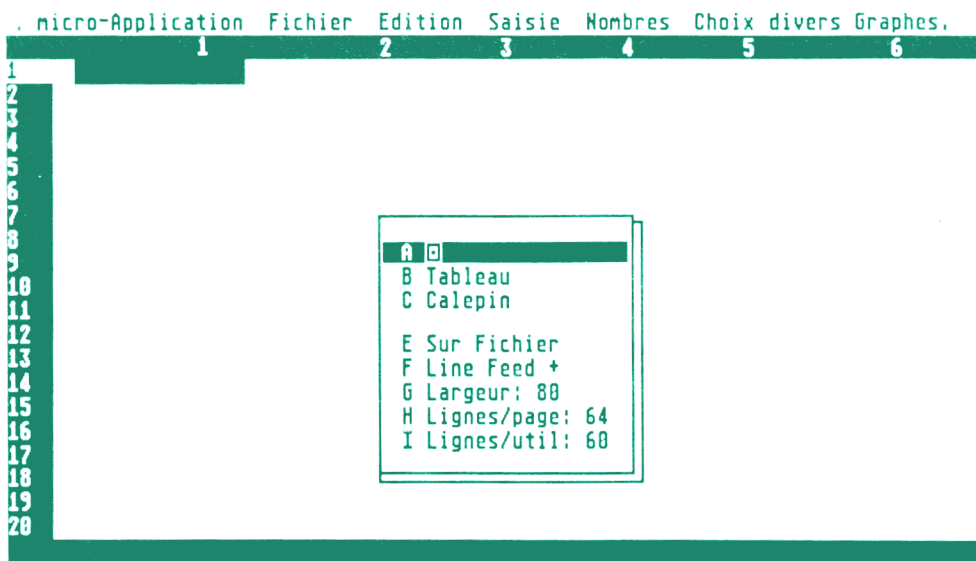 . micro-Application Fichier Edition Saisie Nombres Choix divers Graphes.
1 2 3 4 5 6
1
2
3
4
5
6
7
8
9
10
11
12
13
14
15
16
17
18
19
20
A
B Tableau
C Calepin
E Sur Fichier
F Line Feed +
G Largeur: 80
H Lignes/page: 64
I Lignes/util: 60